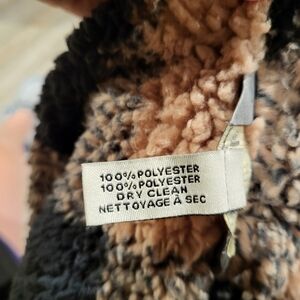 100% POLYESTER
100% POLYESTER
DRY CLEAN
NETTOYAGE À SEC